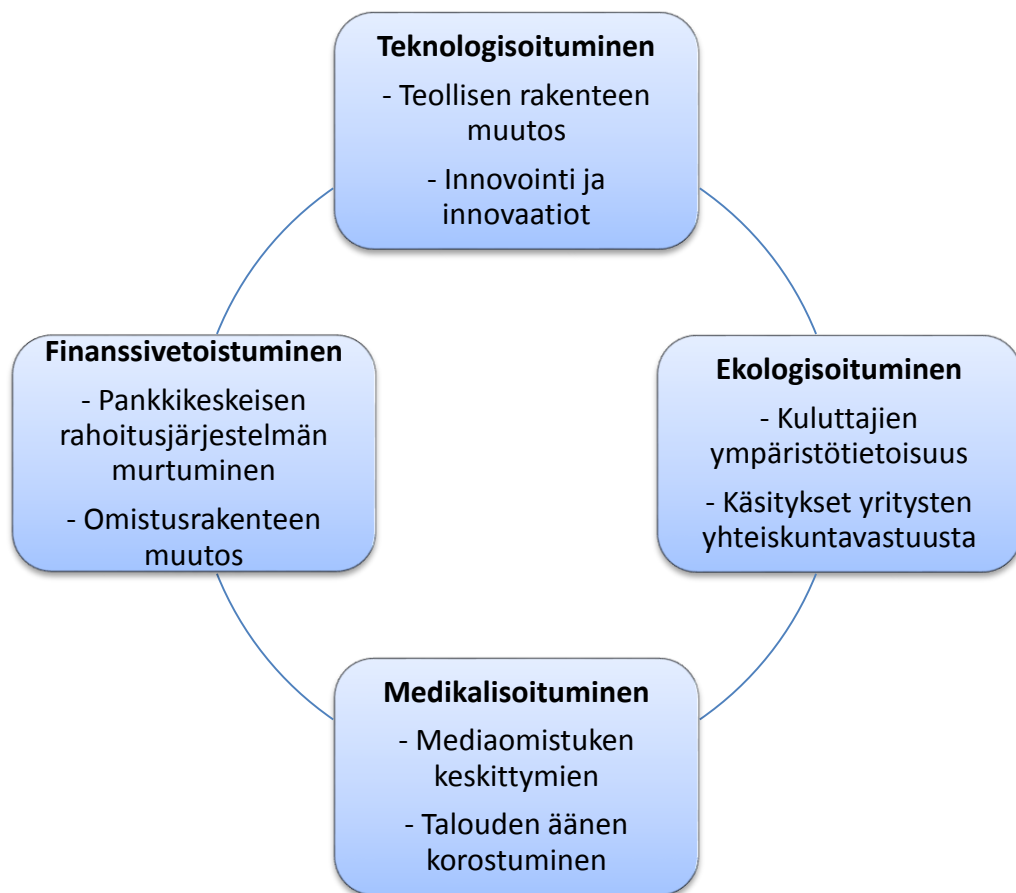 Teknologisoituminen
- Teollisen rakenteen
muutos
- Innovointi ja
innovaatiot
Finanssivetoistuminen
- Pankkikeskeisen
rahoitusjärjestelmän
murtuminen
- Omistusrakenteen
muutos
Ekologisoituminen
- Kuluttajien
ympäristötietoisuus
- Käsitykset yritysten
yhteiskuntavastuusta
Medikalisoituminen
- Mediaomistuken
keskittymien
- Talouden äänen
korostuminen